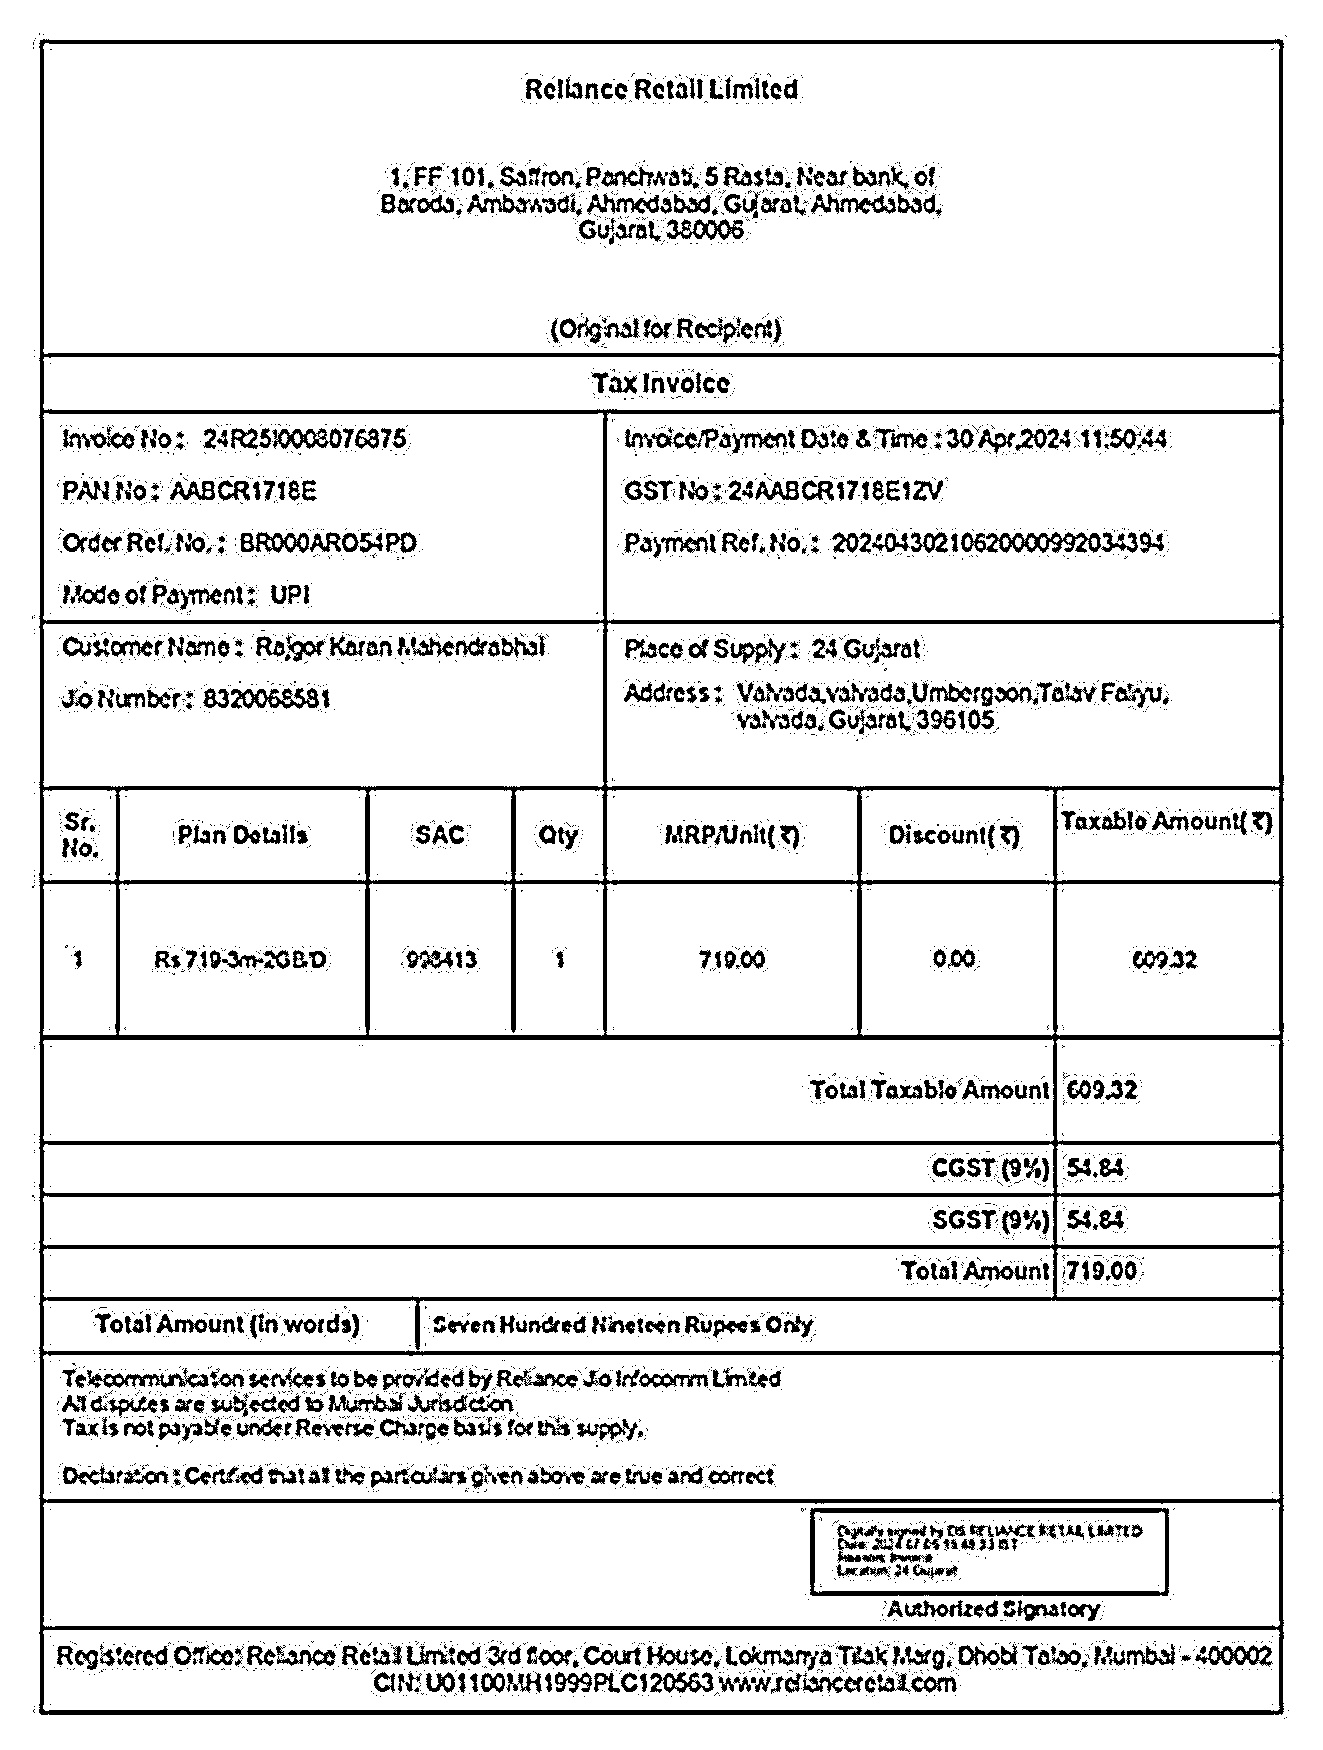 Reliance Retail Limited
1, FF 101, Saffron, Panchwati, 5 Rasta, Near bank, of
Baroda, Ambawadi, Ahmedabad, Gujarat, Ahmedabad,
Gujarat, 380006
(Original for Recipient)
Tax Invoice
Invoice No : 24R25I0008076875
Invoice/Payment Date & Time : 30 Apr,2024 11:50:44
PAN No : AABCR1718E
GST No : 24AABCR1718E1ZV
Order Ref. No. : BR000ARO54PD
Payment Ref. No. : 20240430210620000992034394
Mode of Payment : UPI
Customer Name : Rajgor Karan Mahendrabhai
Place of Supply : 24 Gujarat
Jio Number : 8320068581
Address : Valvada,valvada,Umbergaon,Talav Faliyu,
valvada, Gujarat, 396105
Sr. No. Plan Details SAC Qty MRP/Unit( ₹) Discount( ₹) Taxable Amount( ₹)
1 Rs 719-3m-2GB/D 998413 1 719.00 0.00 609.32
Total Taxable Amount 609.32
CGST (9%) 54.84
SGST (9%) 54.84
Total Amount 719.00
Total Amount (in words) Seven Hundred Nineteen Rupees Only
Telecommunication services to be provided by Reliance Jio Infocomm Limited
All disputes are subjected to Mumbai Jurisdiction
Tax is not payable under Reverse Charge basis for this supply.
Declaration : Certified that all the particulars given above are true and correct
Digitally signed by DS RELIANCE RETAIL LIMITED
Reason: Invoice
Location: 24 Gujarat
Authorized Signatory
Registered Office: Reliance Retail Limited 3rd floor, Court House, Lokmanya Tilak Marg, Dhobi Talao, Mumbai - 400002
CIN: U01100MH1999PLC120563 www.relianceretail.com